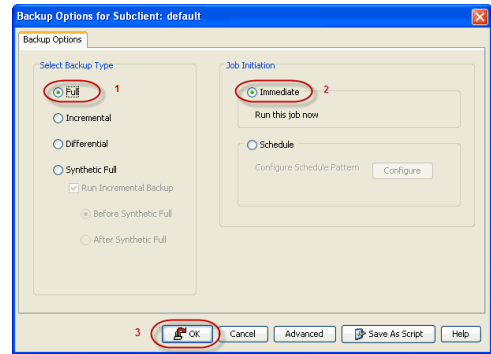 Backup Options for Subclient: default
Backup Options
Select Backup Type
Full
1
Incremental
Differential
Synthetic Full
Run Incremental Backup
Before Synthetic Full
After Synthetic Full
Job Initiation
Immediate
2
Run this job now
Schedule
Configure Schedule Pattern
Configure
3
OK
Cancel
Advanced
Save As Script
Help